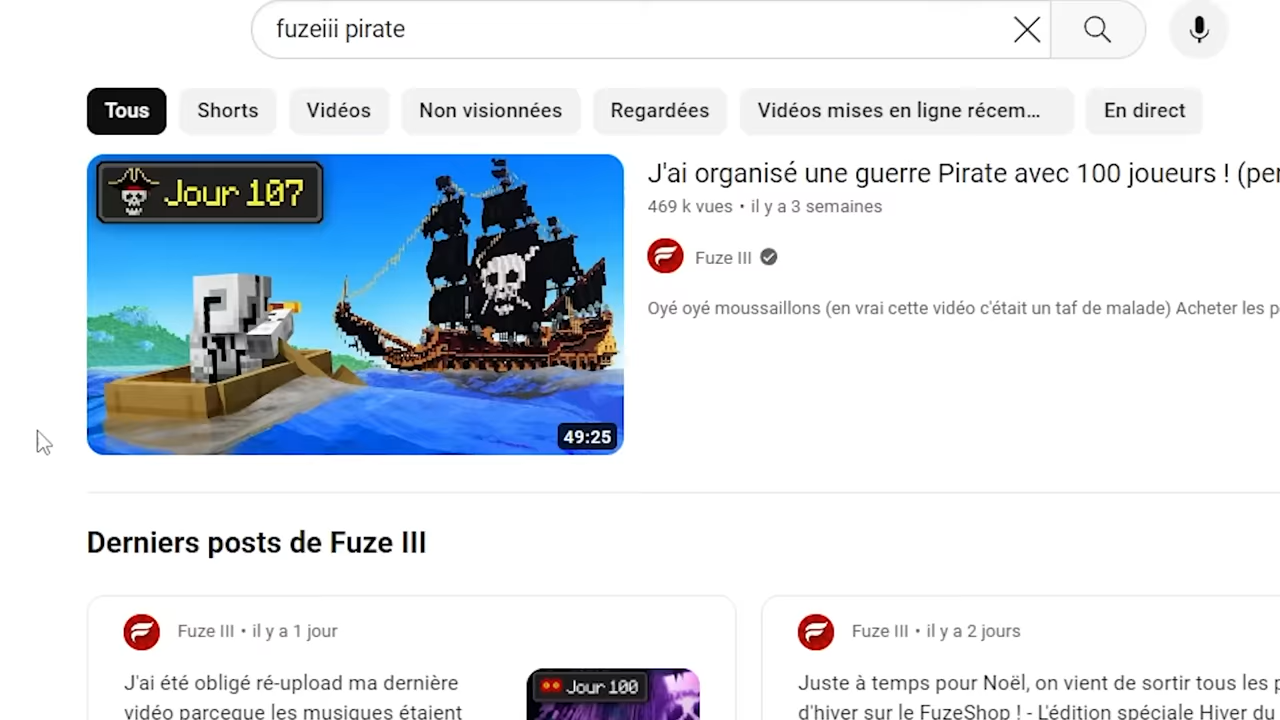 fuzeiii pirate
Tous
Shorts
Vidéos
Non visionnées
Regardées
Vidéos mises en ligne récem...
En direct
Jour 107
49:25
J'ai organisé une guerre Pirate avec 100 joueurs ! (per
469 k vues • il y a 3 semaines
Fuze III
Oyé oyé moussaillons (en vrai cette vidéo c'était un taf de malade) Acheter les p
Derniers posts de Fuze III
Fuze III • il y a 1 jour
J'ai été obligé ré-upload ma dernière
vidéo parceque les musiques étaient
Jour 100
Fuze III • il y a 2 jours
Juste à temps pour Noël, on vient de sortir tous les p
d'hiver sur le FuzeShop ! - L'édition spéciale Hiver du